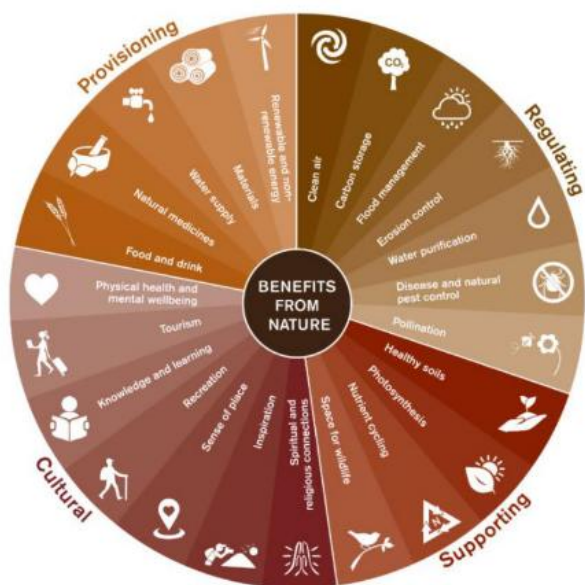 Provisioning
Renewable and non-
renewable energy
Materials
Water supply
Natural medicines
Food and drink
Regulating
Clean air
CO₂
Carbon storage
Flood management
Erosion control
Water purification
Disease and natural
pest control
Pollination
BENEFITS
FROM
NATURE
Supporting
Healthy soils
Photosynthesis
Nutrient cycling
N
Space for wildlife
Cultural
Spiritual and
religious connections
Inspiration
Sense of place
Recreation
Knowledge and learning
Tourism
Physical health and
mental wellbeing